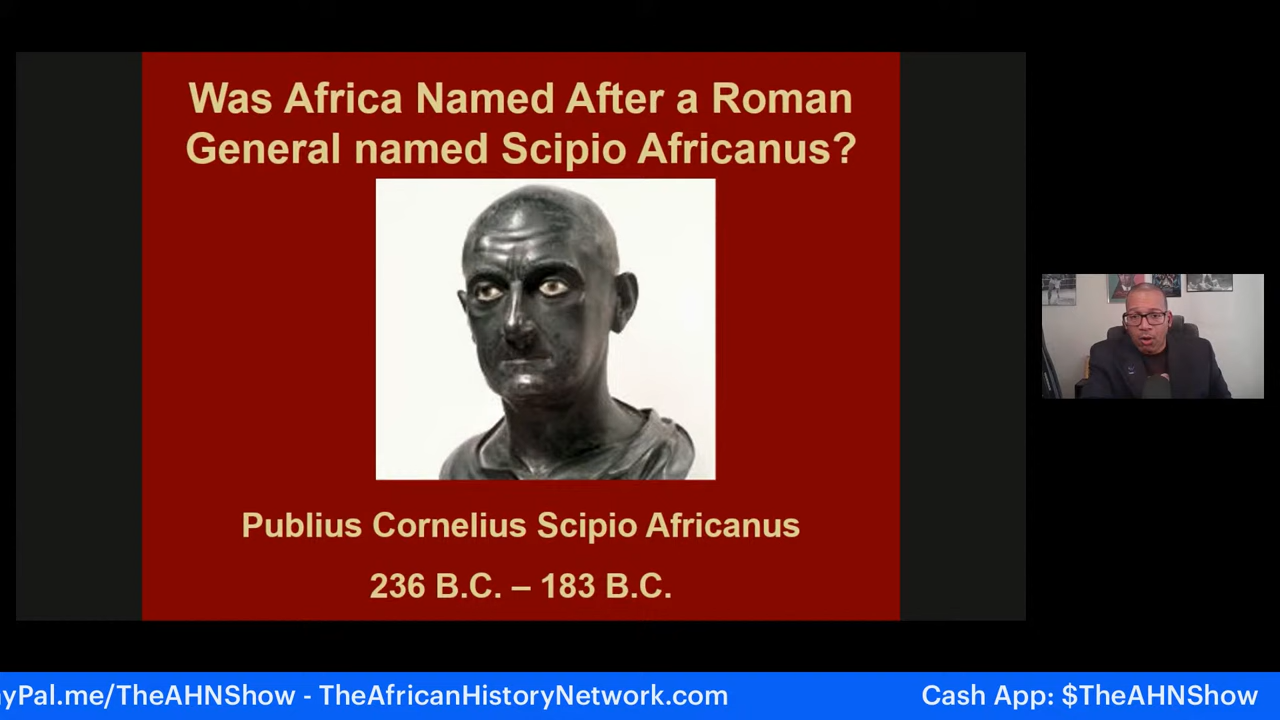 Was Africa Named After a Roman
General named Scipio Africanus?
Publius Cornelius Scipio Africanus
236 B.C. – 183 B.C.
ayPal.me/TheAHNShow - TheAfricanHistoryNetwork.com
Cash App: $TheAHNShow